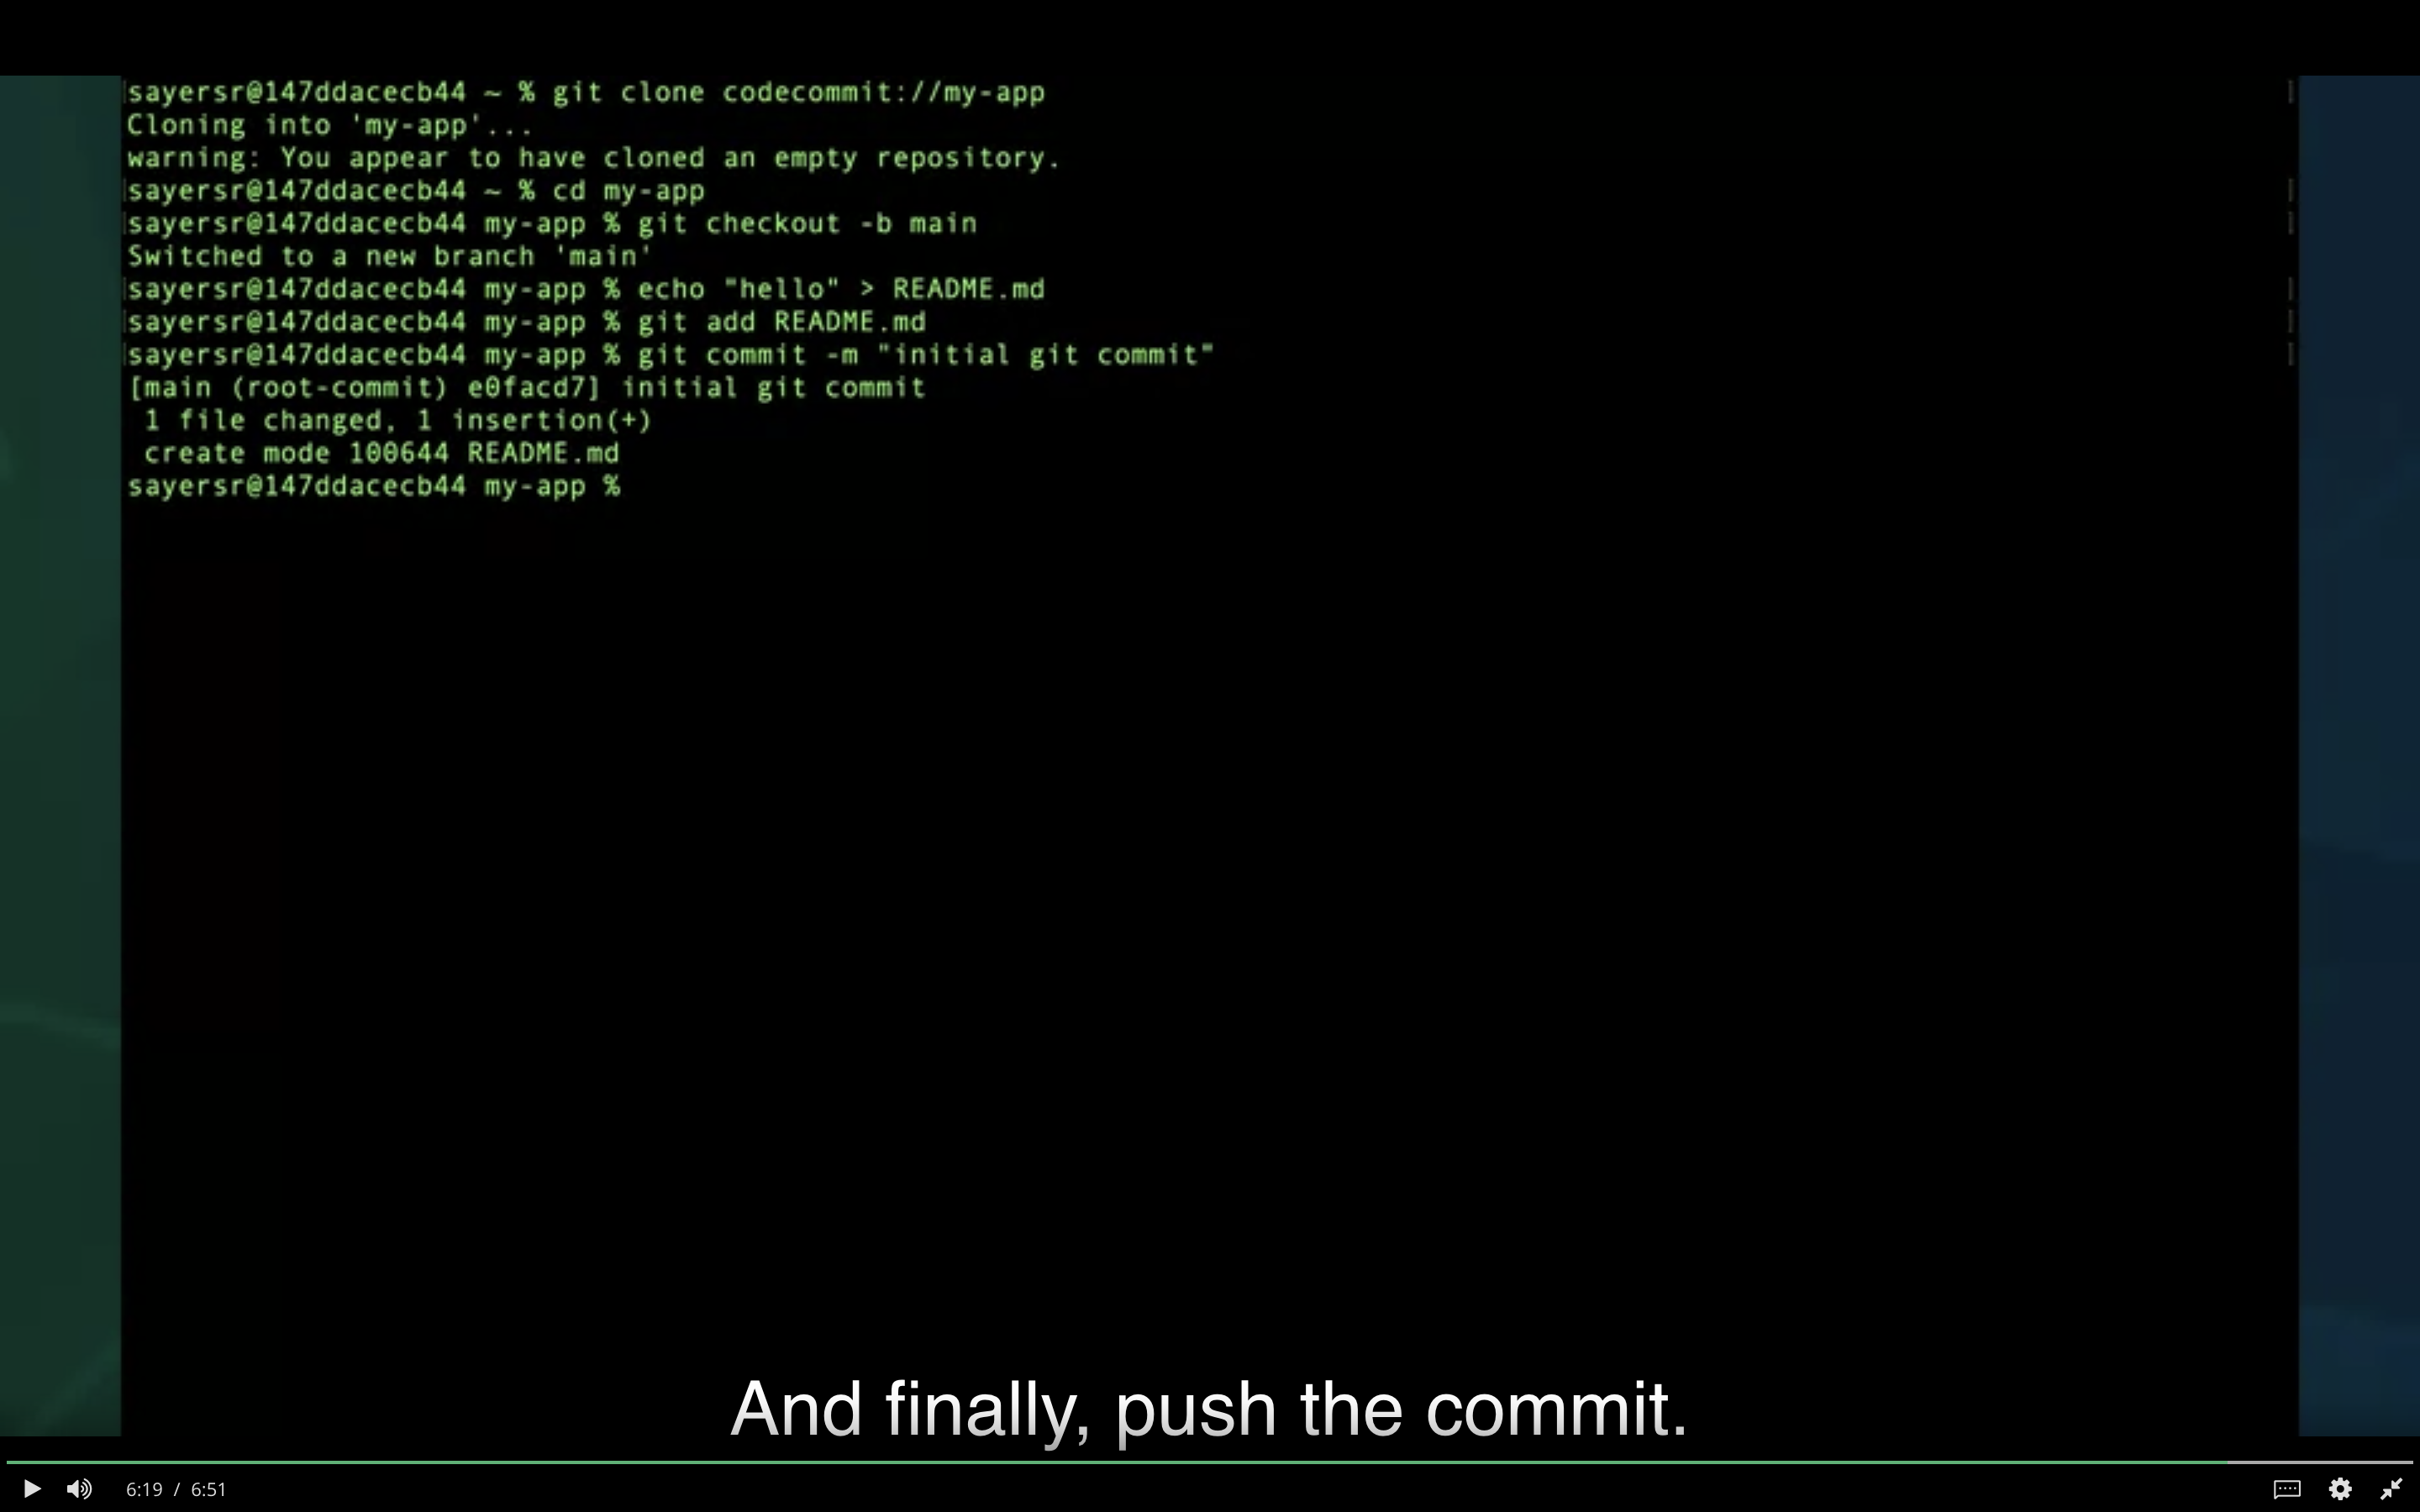 sayersr@147ddacecb44 ~ % git clone codecommit://my-app
Cloning into 'my-app'...
warning: You appear to have cloned an empty repository.
sayersr@147ddacecb44 ~ % cd my-app
sayersr@147ddacecb44 my-app % git checkout -b main
Switched to a new branch 'main'
sayersr@147ddacecb44 my-app % echo "hello" > README.md
sayersr@147ddacecb44 my-app % git add README.md
sayersr@147ddacecb44 my-app % git commit -m "initial git commit"
[main (root-commit) e0facd7] initial git commit
 1 file changed, 1 insertion(+)
 create mode 100644 README.md
sayersr@147ddacecb44 my-app %
And finally, push the commit.
6:19 / 6:51